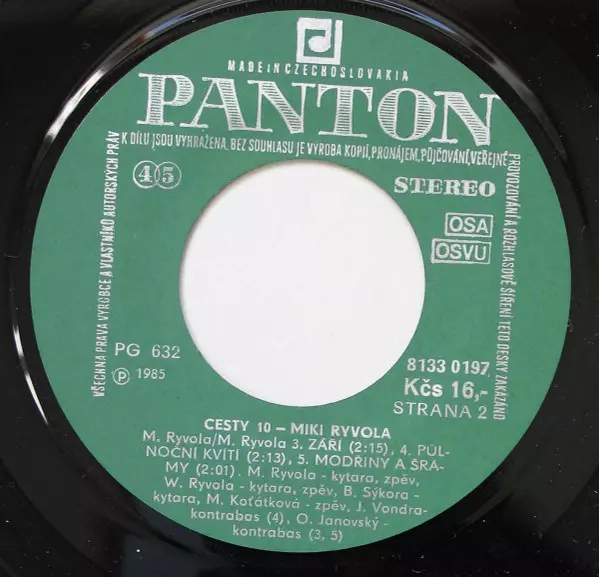 MADE IN CZECHOSLOVAKIA
PANTON
VŠECHNA PRÁVA VÝROBCE A VLASTNÍKŮ AUTORSKÝCH PRÁV K DÍLU JSOU VYHRAŽENA. BEZ SOUHLASU JE VÝROBA KOPIÍ, PRONÁJEM, PŮJČOVÁNÍ, VEŘEJNÉ PROVOZOVÁNÍ A ROZHLASOVÉ ŠÍŘENÍ TÉTO DESKY ZAKÁZÁNO
45
STEREO
OSA
OSVU
PG 632
℗ 1985
8133 0197
Kčs 16,-
STRANA 2
CESTY 10 – MIKI RYVOLA
M. Ryvola/M. Ryvola 3. ZÁŘÍ (2:15), 4. PŮL-
NOČNÍ KVÍTÍ (2:13), 5. MODŘINY A ŠRÁ-
MY (2:01). M. Ryvola - kytara, zpěv,
W. Ryvola - kytara, zpěv, B. Sýkora -
kytara, M. Koťátková - zpěv, J. Vondra-
kontrabas (4), O. Janovský -
kontrabas (3, 5)